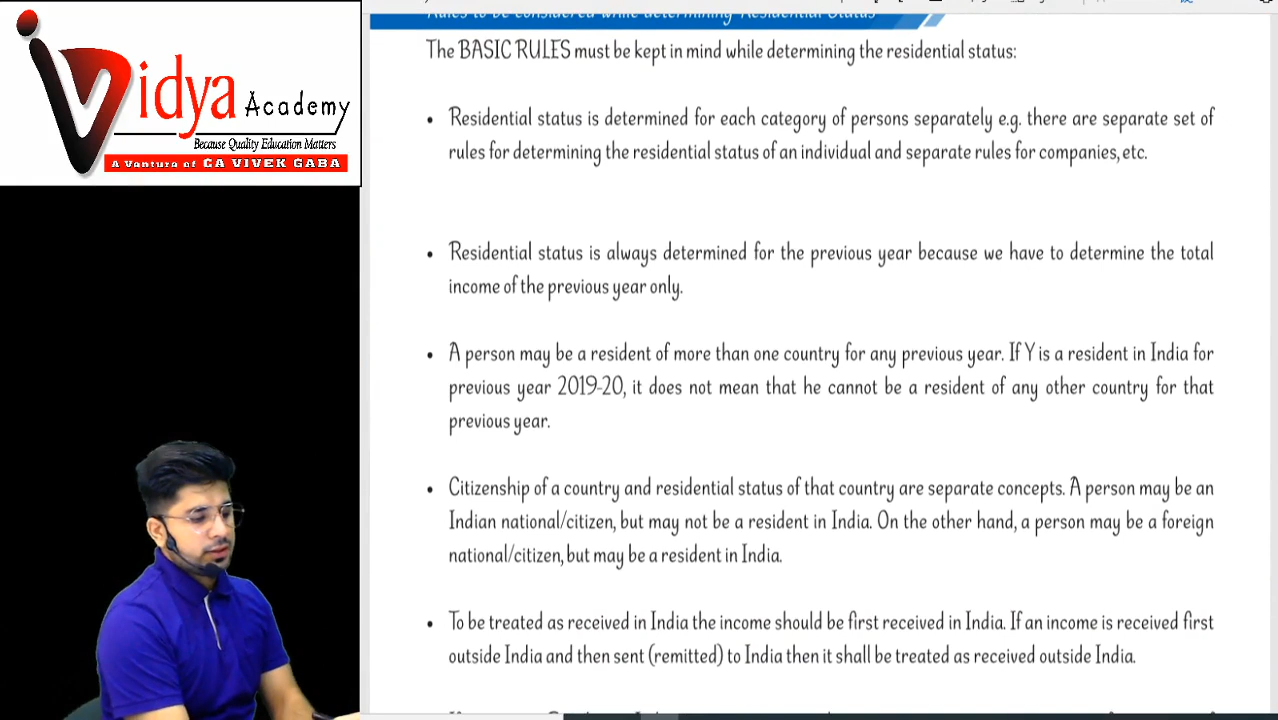 Vidya Academy
Because Quality Education Matters
A Ventura of CA VIVEK GABA
Rules to be considered while determining Residential Status
The BASIC RULES must be kept in mind while determining the residential status:
• Residential status is determined for each category of persons separately e.g. there are separate set of
rules for determining the residential status of an individual and separate rules for companies, etc.
• Residential status is always determined for the previous year because we have to determine the total
income of the previous year only.
• A person may be a resident of more than one country for any previous year. If Y is a resident in India for
previous year 2019-20, it does not mean that he cannot be a resident of any other country for that
previous year.
• Citizenship of a country and residential status of that country are separate concepts. A person may be an
Indian national/citizen, but may not be a resident in India. On the other hand, a person may be a foreign
national/citizen, but may be a resident in India.
• To be treated as received in India the income should be first received in India. If an income is received first
outside India and then sent (remitted) to India then it shall be treated as received outside India.